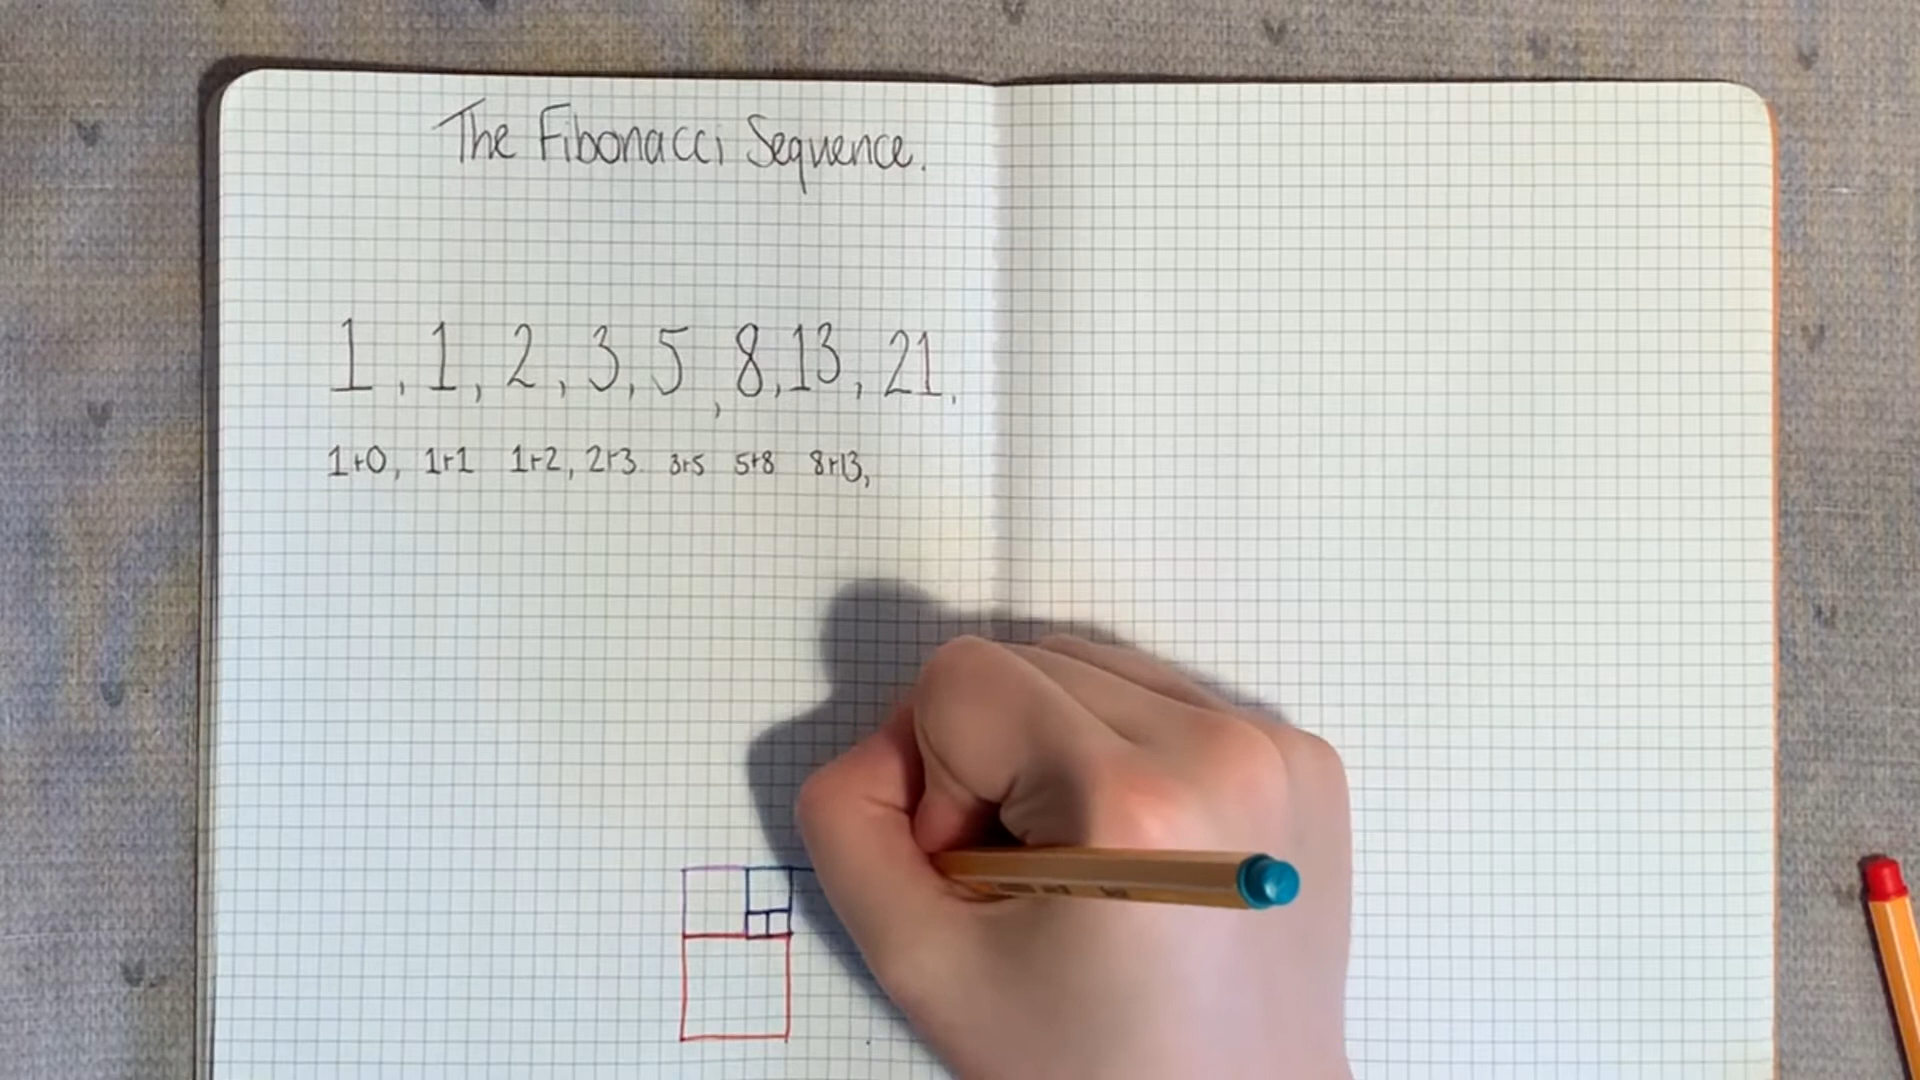 The Fibonacci Sequence.
1, 1, 2, 3, 5, 8, 13, 21,
1+0, 1+1 1+2, 2+3 3+5 5+8 8+13,